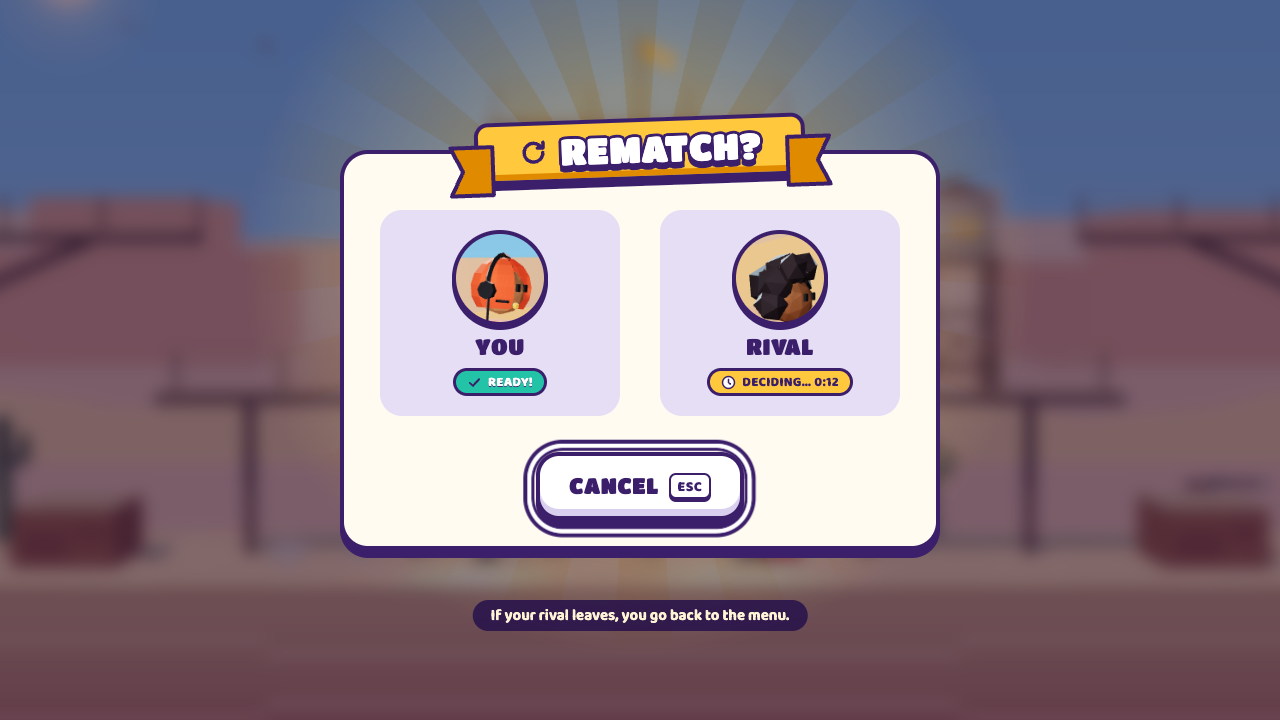 REMATCH?
YOU
READY!
RIVAL
DECIDING... 0:12
CANCEL ESC
If your rival leaves, you go back to the menu.